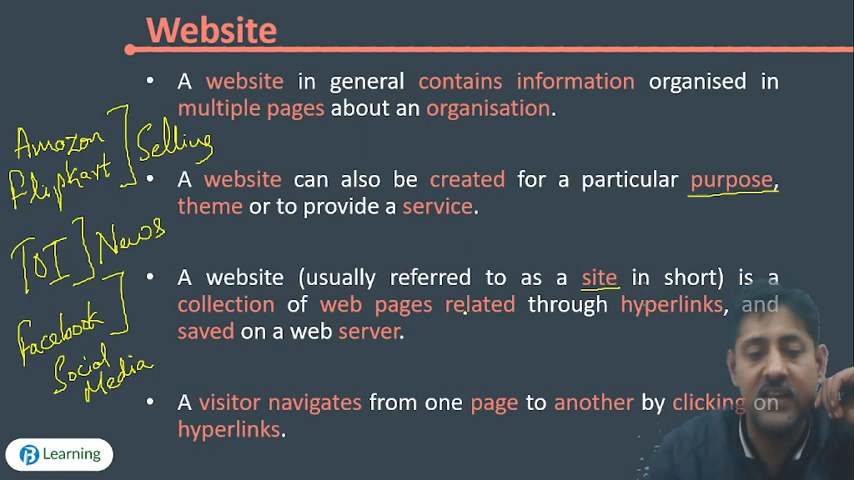 Website
• A website in general contains information organised in
multiple pages about an organisation.
Amazon
Flipkart
Selling
• A website can also be created for a particular purpose,
theme or to provide a service.
TOI
News
• A website (usually referred to as a site in short) is a
collection of web pages related through hyperlinks, and
saved on a web server.
Facebook
Social
Media
• A visitor navigates from one page to another by clicking on
hyperlinks.
B Learning